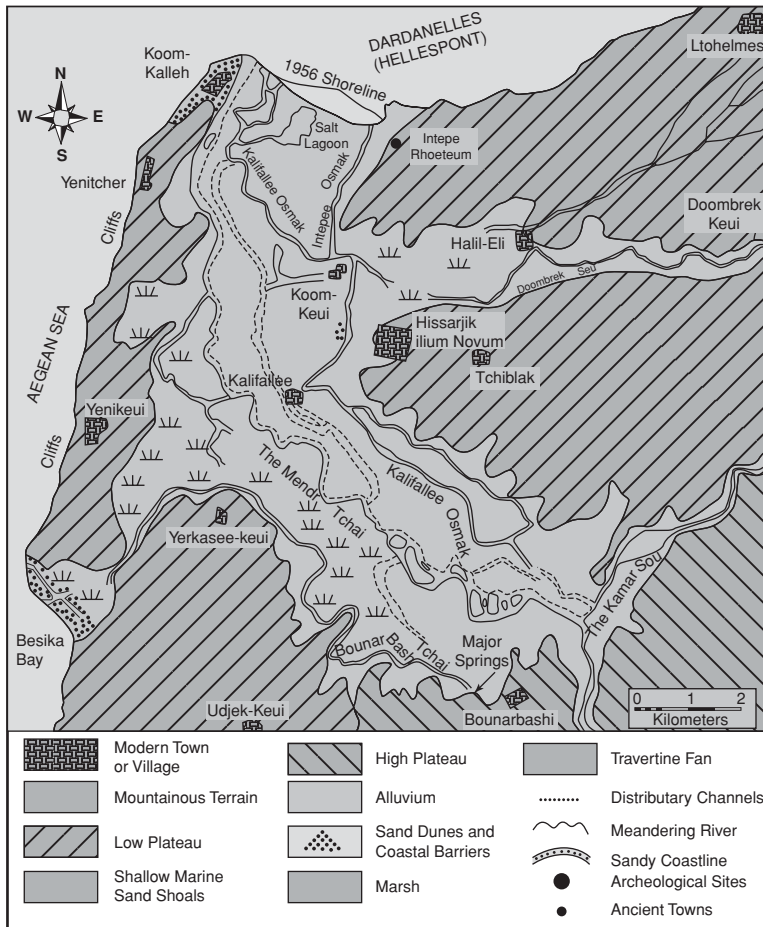 DARDANELLES
(HELLESPONT)
Ltohelmes
Koom-
Kalleh
1956 Shoreline
N
W
E
S
Salt
Lagoon
Intepe
Rhoeteum
Yenitcher
Kalifallee Osmak
Intepee Osmak
Cliffs
Doombrek
Keui
Halil-Eli
Doombrek Seu
Koom-
Keui
Hissarjik
ilium Novum
Tchiblak
AEGEAN SEA
Kalifallee
Yenikeui
Cliffs
The Mendr
Tchai
Kalifallee
Osmak
Yerkasee-keui
The Kamar Sou
Besika
Bay
Bounar Bashi
Tchai
Major
Springs
Udjek-Keui
Bounarbashi
0 1 2
Kilometers
Modern Town
or Village
High Plateau
Travertine Fan
Mountainous Terrain
Alluvium
Distributary Channels
Low Plateau
Sand Dunes and
Coastal Barriers
Meandering River
Sandy Coastline
Shallow Marine
Sand Shoals
Marsh
Archeological Sites
Ancient Towns